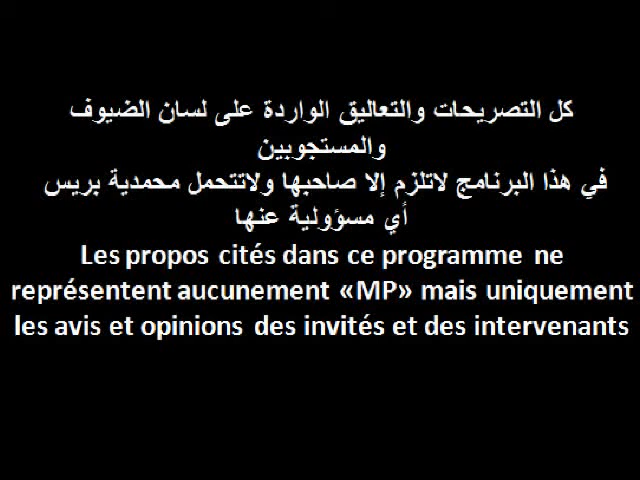 كل التصريحات والتعاليق الواردة على لسان الضيوف
والمستجوبين
في هذا البرنامج لاتلزم إلا صاحبها ولاتتحمل محمدية بريس
أي مسؤولية عنها
Les propos cités dans ce programme ne
représentent aucunement «MP» mais uniquement
les avis et opinions des invités et des intervenants